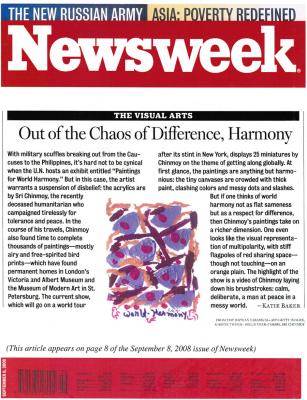 THE NEW RUSSIAN ARMY ASIA: POVERTY REDEFINED
Newsweek
THE VISUAL ARTS
Out of the Chaos of Difference, Harmony
With military scuffles breaking out from the Cau-
cuses to the Philippines, it's hard not to be cynical
when the U.N. hosts an exhibit entitled "Paintings
for World Harmony." But in this case, the artist
warrants a suspension of disbelief: the acrylics are
by Sri Chinmoy, the recently
deceased humanitarian who
campaigned tirelessly for
tolerance and peace. In the
course of his travels, Chinmoy
also found time to complete
thousands of paintings—mostly
airy and free-spirited bird
prints—which have found
permanent homes in London's
Victoria and Albert Museum and
the Museum of Modern Art in St.
Petersburg. The current show,
which will go on a world tour
after its stint in New York, displays 25 miniatures by
Chinmoy on the theme of getting along globally. At
first glance, the paintings are anything but harmo-
nious: the tiny canvases are crowded with thick
paint, clashing colors and messy dots and slashes.
But if one thinks of world
harmony not as flat sameness
but as a respect for difference,
then Chinmoy's paintings take on
a richer dimension. One even
looks like the visual representa-
tion of multipolarity, with stiff
flagpoles of red sharing space—
though not touching—on an
orange plain. The highlight of the
show is a video of Chinmoy laying
down his brushstrokes: calm,
deliberate, a man at peace in a
messy world. —KATIE BAKER
World-Harmony
(This article appears on page 8 of the September 8, 2008 issue of Newsweek)
SEPTEMBER 8, 2008